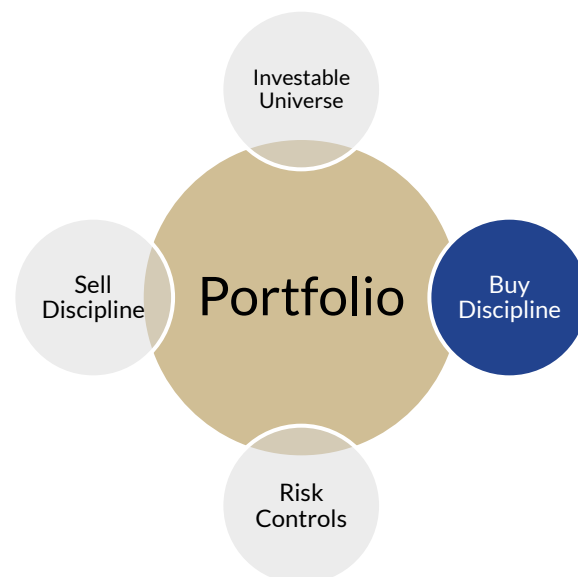 Investable
Universe
Sell
Discipline
Portfolio
Buy
Discipline
Risk
Controls